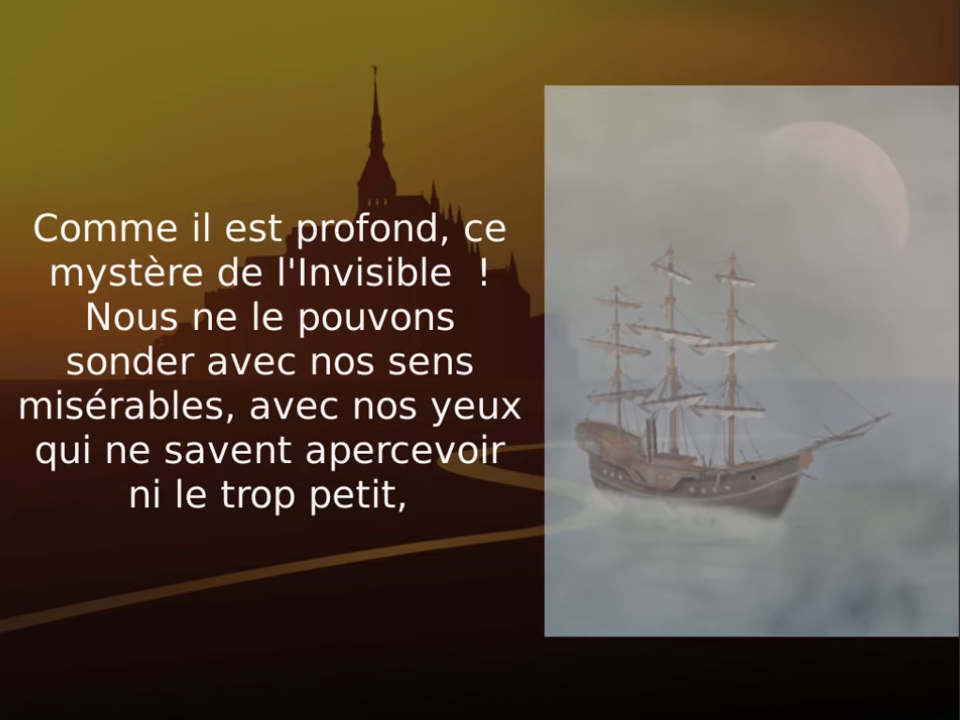 Comme il est profond, ce
mystère de l'Invisible  !
Nous ne le pouvons
sonder avec nos sens
misérables, avec nos yeux
qui ne savent apercevoir
ni le trop petit,